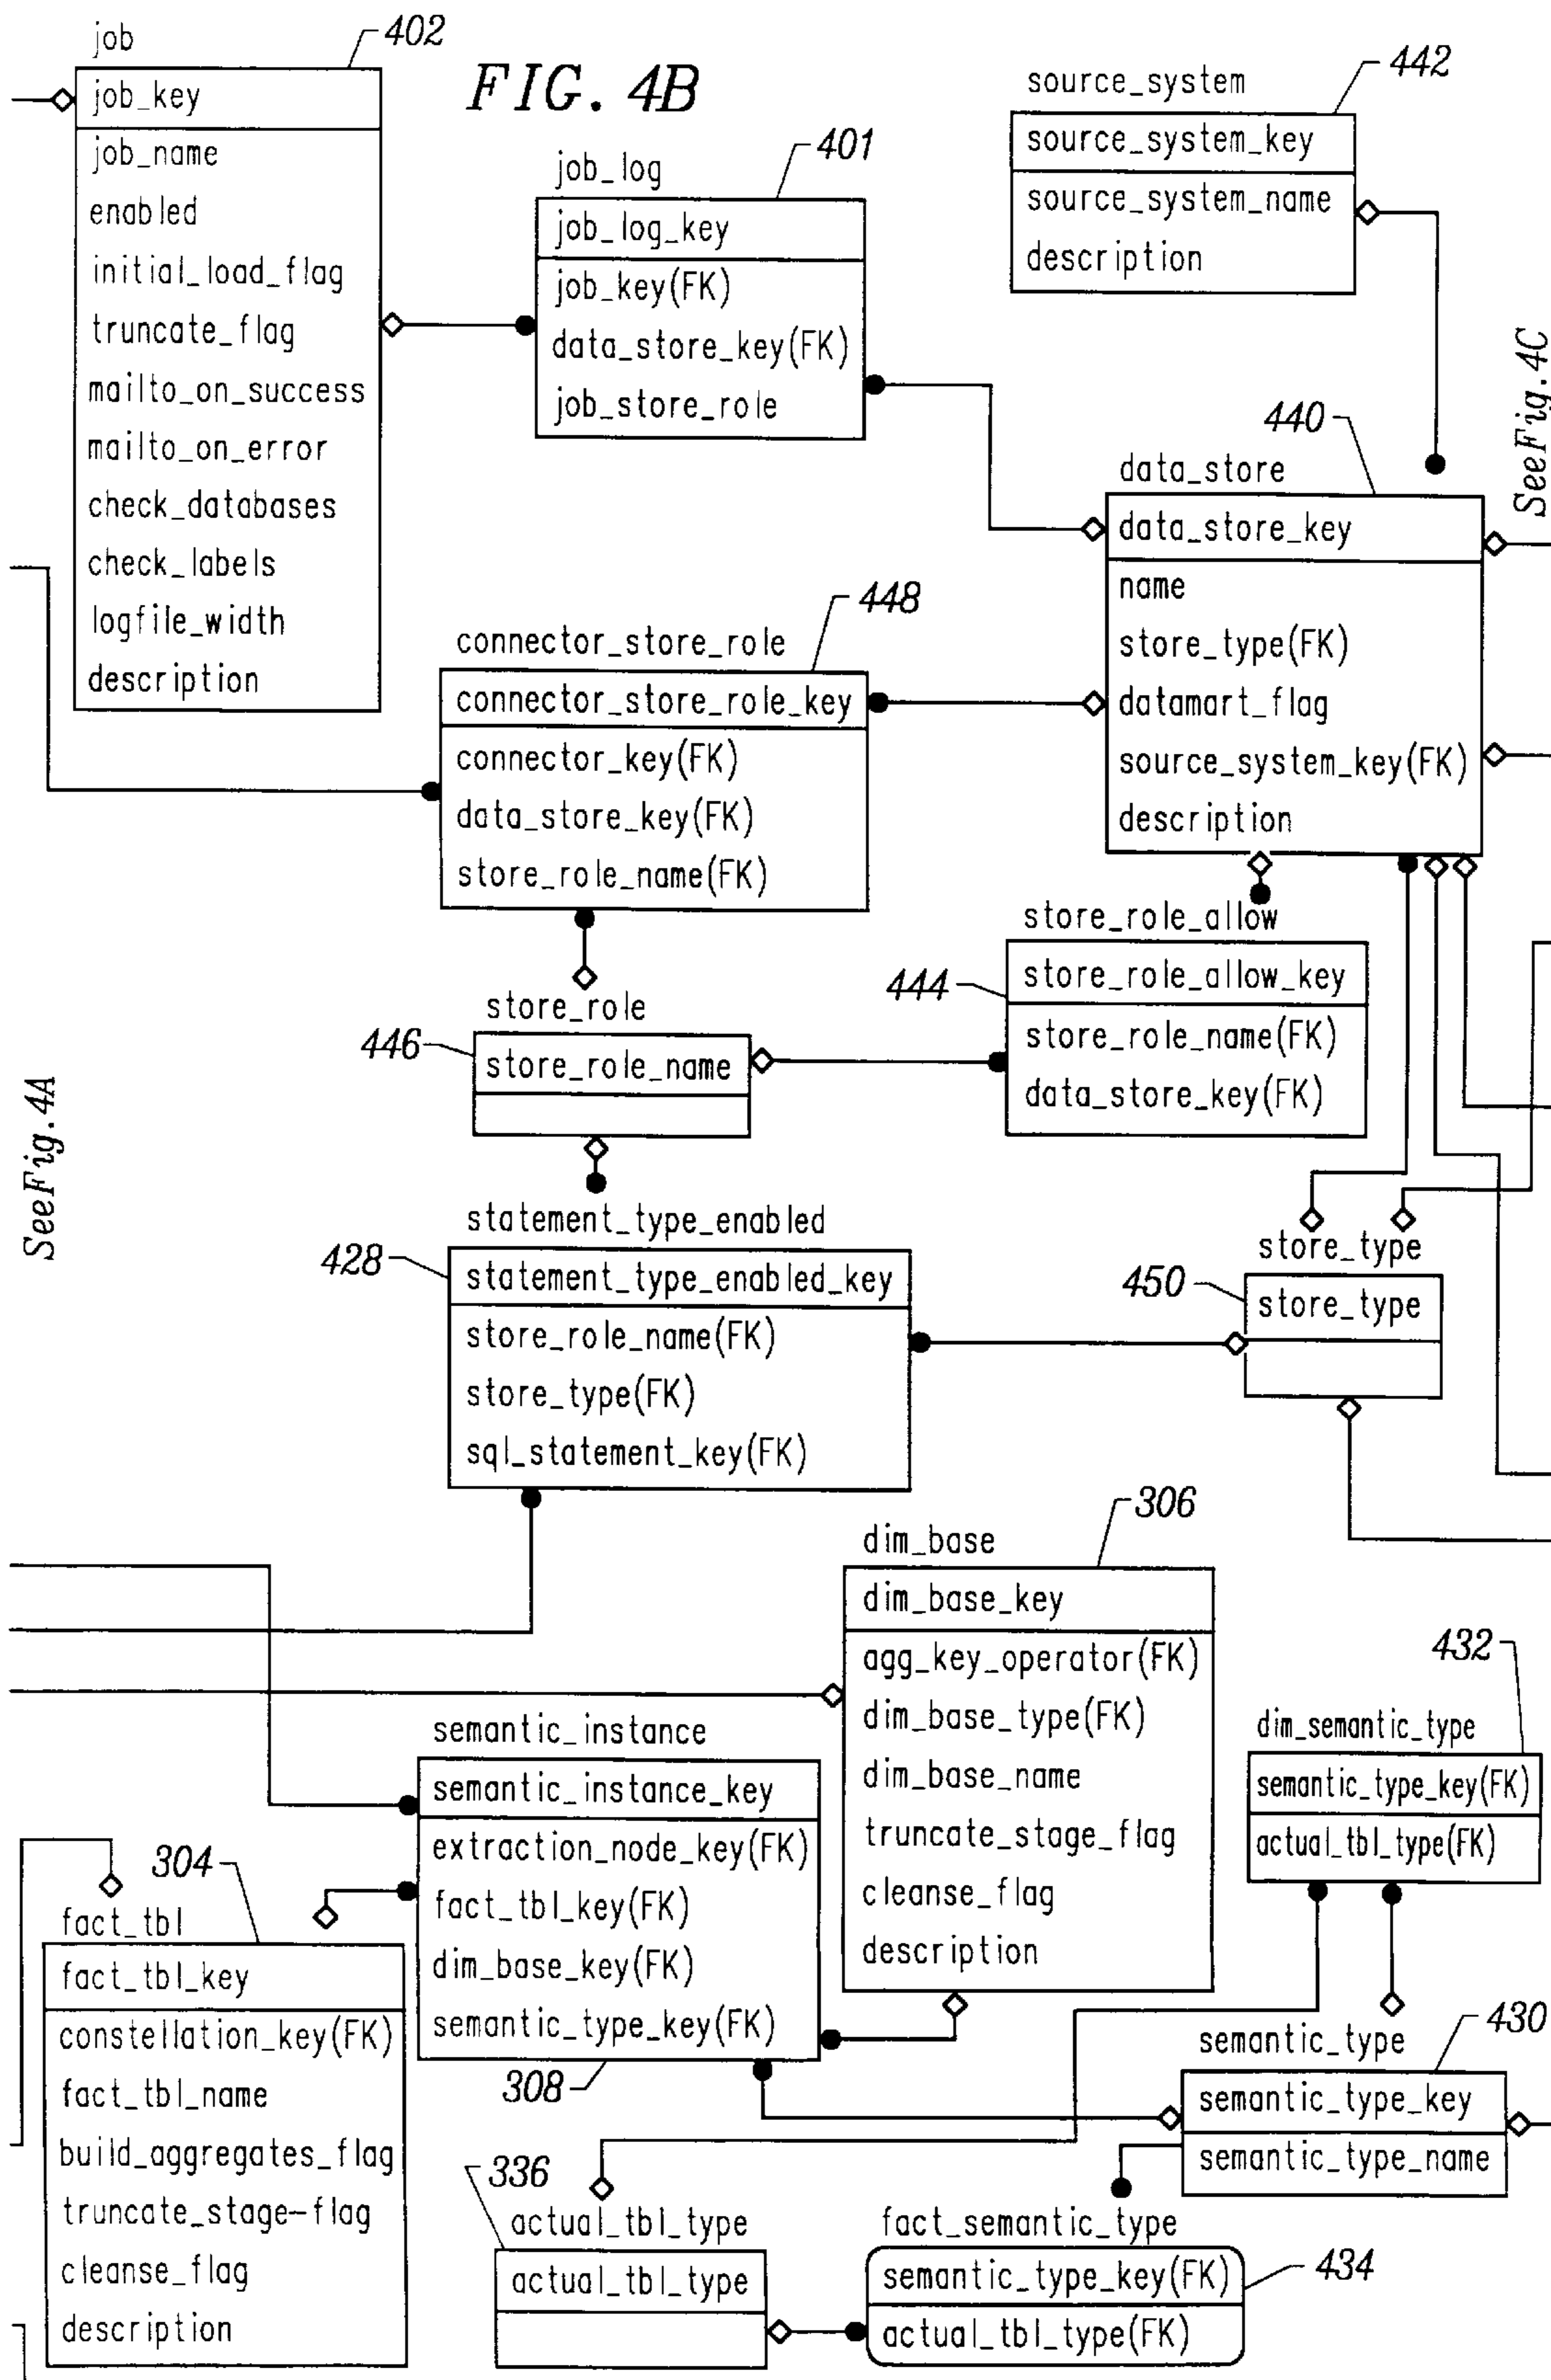 FIG. 4B
job
402
job_key
job_name
enabled
initial_load_flag
truncate_flag
mailto_on_success
mailto_on_error
check_databases
check_labels
logfile_width
description
job_log
401
job_log_key
job_key(FK)
data_store_key(FK)
job_store_role
source_system
442
source_system_key
source_system_name
description
See Fig. 4C
440
data_store
data_store_key
name
store_type(FK)
datamart_flag
source_system_key(FK)
description
448
connector_store_role
connector_store_role_key
connector_key(FK)
data_store_key(FK)
store_role_name(FK)
store_role_allow
444
store_role_allow_key
store_role_name(FK)
data_store_key(FK)
store_role
446
store_role_name
See Fig. 4A
statement_type_enabled
428
statement_type_enabled_key
store_role_name(FK)
store_type(FK)
sql_statement_key(FK)
store_type
450
store_type
306
dim_base
dim_base_key
agg_key_operator(FK)
dim_base_type(FK)
dim_base_name
truncate_stage_flag
cleanse_flag
description
432
dim_semantic_type
semantic_type_key(FK)
actual_tbl_type(FK)
semantic_instance
semantic_instance_key
extraction_node_key(FK)
fact_tbl_key(FK)
dim_base_key(FK)
semantic_type_key(FK)
308
304
fact_tbl
fact_tbl_key
constellation_key(FK)
fact_tbl_name
build_aggregates_flag
truncate_stage-flag
cleanse_flag
description
430
semantic_type
semantic_type_key
semantic_type_name
336
actual_tbl_type
actual_tbl_type
fact_semantic_type
434
semantic_type_key(FK)
actual_tbl_type(FK)